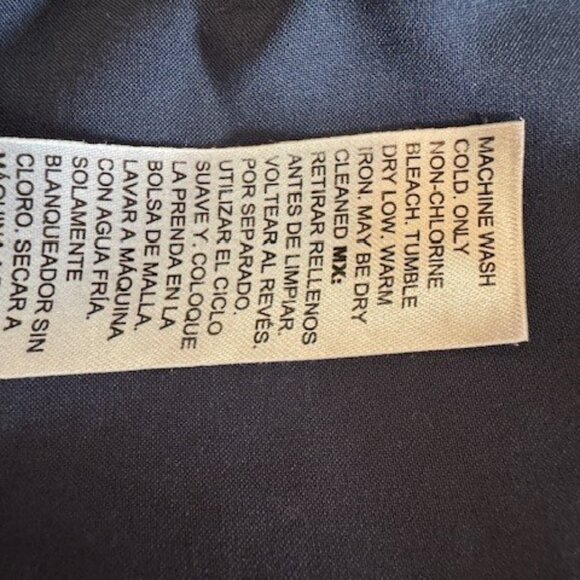 MACHINE WASH
COLD. ONLY
NON-CHLORINE
BLEACH. TUMBLE
DRY LOW. WARM
IRON. MAY BE DRY
CLEANED MX:
RETIRAR RELLENOS
ANTES DE LIMPIAR.
VOLTEAR AL REVÉS.
POR SEPARADO.
UTILIZAR EL CICLO
SUAVE Y. COLOQUE
LA PRENDA EN LA
BOLSA DE MALLA.
LAVAR A MÁQUINA
CON AGUA FRÍA.
SOLAMENTE
BLANQUEADOR SIN
CLORO. SECAR A